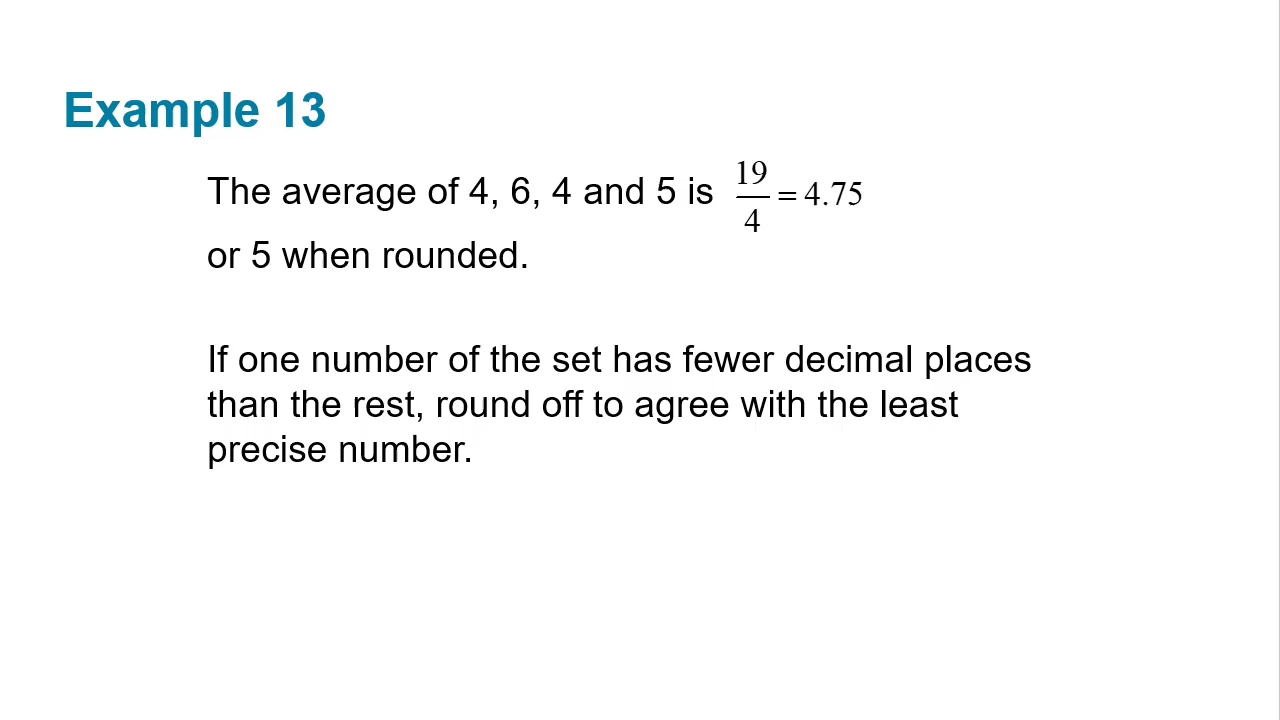 Example 13
The average of 4, 6, 4 and 5 is 19/4 = 4.75
or 5 when rounded.
If one number of the set has fewer decimal places
than the rest, round off to agree with the least
precise number.